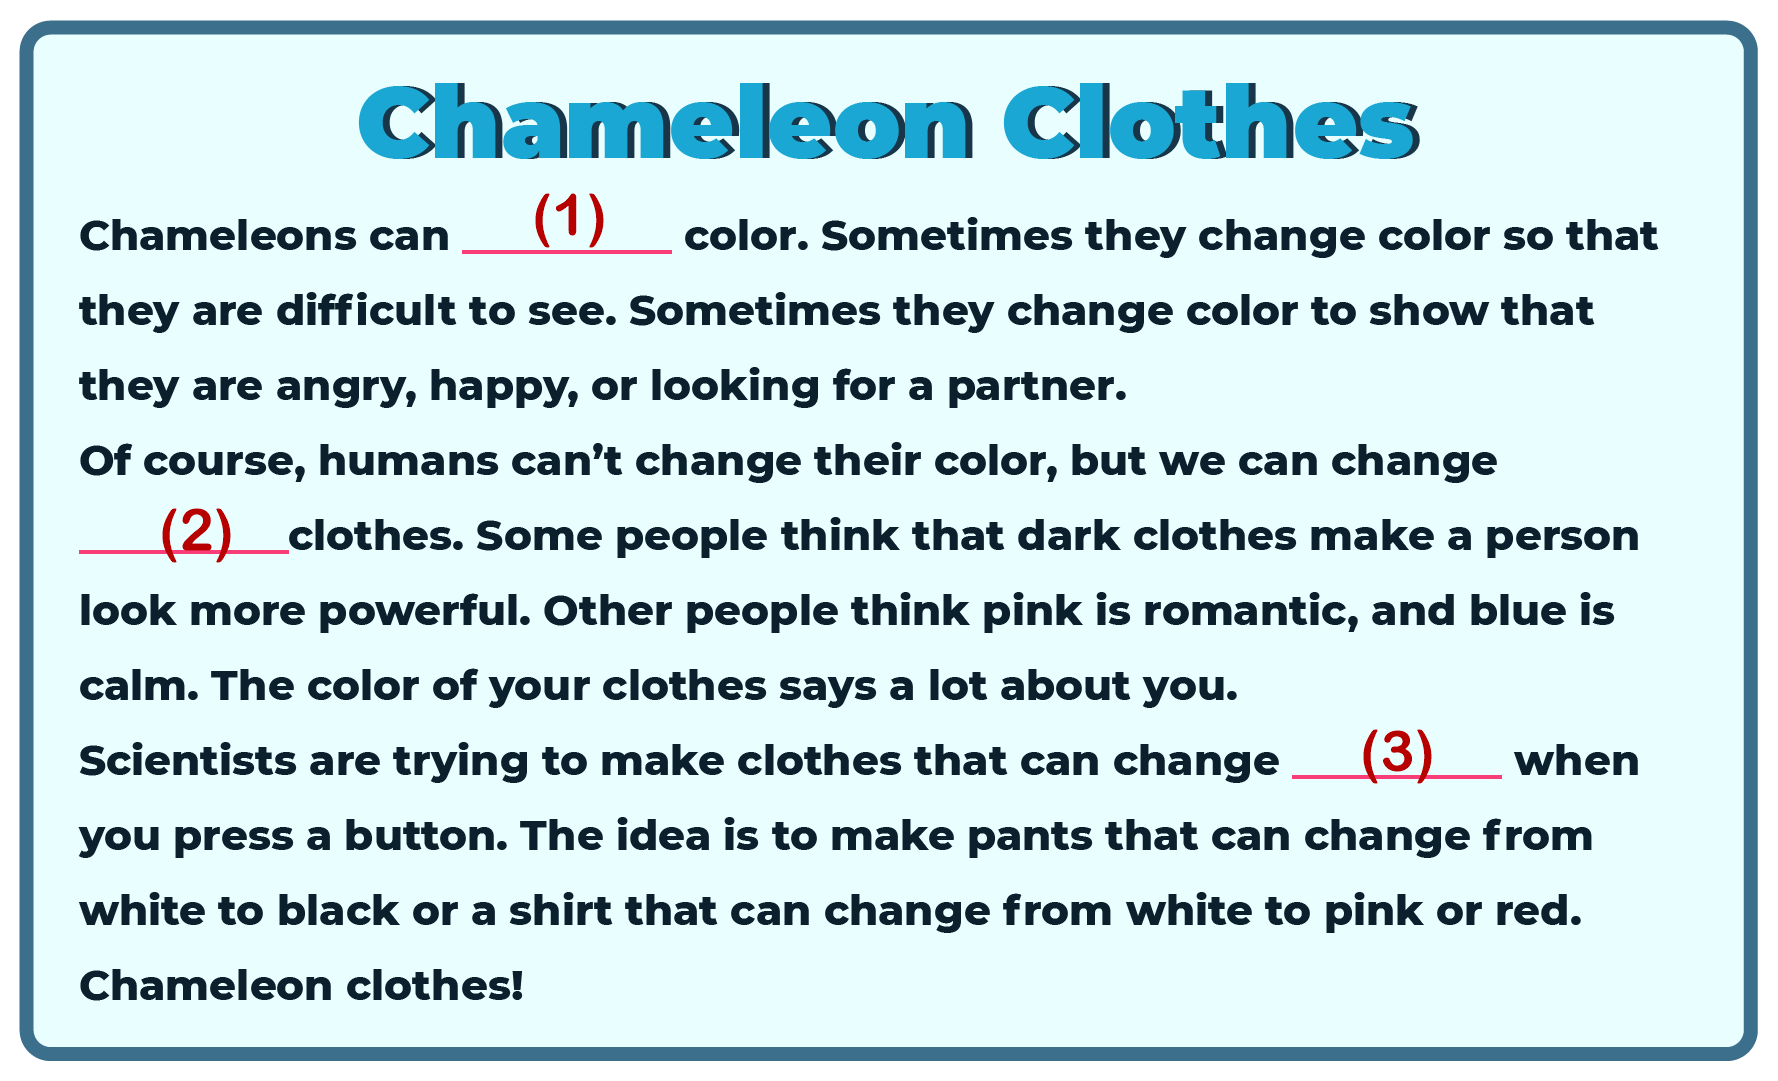 Chameleon Clothes
Chameleons can (1) color. Sometimes they change color so that
they are difficult to see. Sometimes they change color to show that
they are angry, happy, or looking for a partner.
Of course, humans can’t change their color, but we can change
(2) clothes. Some people think that dark clothes make a person
look more powerful. Other people think pink is romantic, and blue is
calm. The color of your clothes says a lot about you.
Scientists are trying to make clothes that can change (3) when
you press a button. The idea is to make pants that can change from
white to black or a shirt that can change from white to pink or red.
Chameleon clothes!